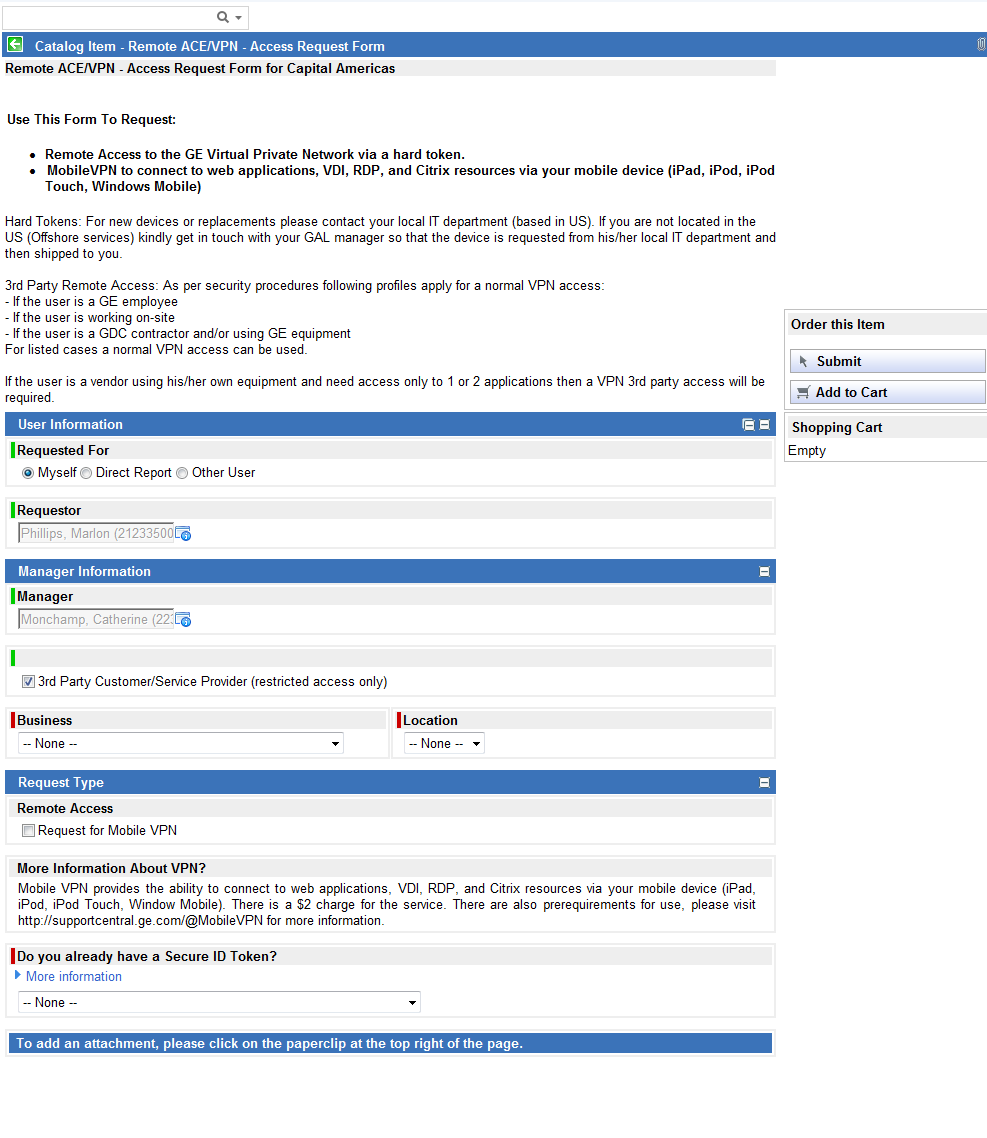 Catalog Item - Remote ACE/VPN - Access Request Form
Remote ACE/VPN - Access Request Form for Capital Americas
Use This Form To Request:
• Remote Access to the GE Virtual Private Network via a hard token.
• MobileVPN to connect to web applications, VDI, RDP, and Citrix resources via your mobile device (iPad, iPod, iPod
Touch, Windows Mobile)
Hard Tokens: For new devices or replacements please contact your local IT department (based in US). If you are not located in the
US (Offshore services) kindly get in touch with your GAL manager so that the device is requested from his/her local IT department and
then shipped to you.
3rd Party Remote Access: As per security procedures following profiles apply for a normal VPN access:
- If the user is a GE employee
- If the user is working on-site
- If the user is a GDC contractor and/or using GE equipment
For listed cases a normal VPN access can be used.
If the user is a vendor using his/her own equipment and need access only to 1 or 2 applications then a VPN 3rd party access will be
required.
Order this Item
Submit
Add to Cart
Shopping Cart
Empty
User Information
Requested For
Myself Direct Report Other User
Requestor
Phillips, Marlon (21233500
Manager Information
Manager
Monchamp, Catherine (223
3rd Party Customer/Service Provider (restricted access only)
Business Location
-- None -- -- None --
Request Type
Remote Access
Request for Mobile VPN
More Information About VPN?
Mobile VPN provides the ability to connect to web applications, VDI, RDP, and Citrix resources via your mobile device (iPad,
iPod, iPod Touch, Window Mobile). There is a $2 charge for the service. There are also prerequirements for use, please visit
http://supportcentral.ge.com/@MobileVPN for more information.
Do you already have a Secure ID Token?
More information
-- None --
To add an attachment, please click on the paperclip at the top right of the page.